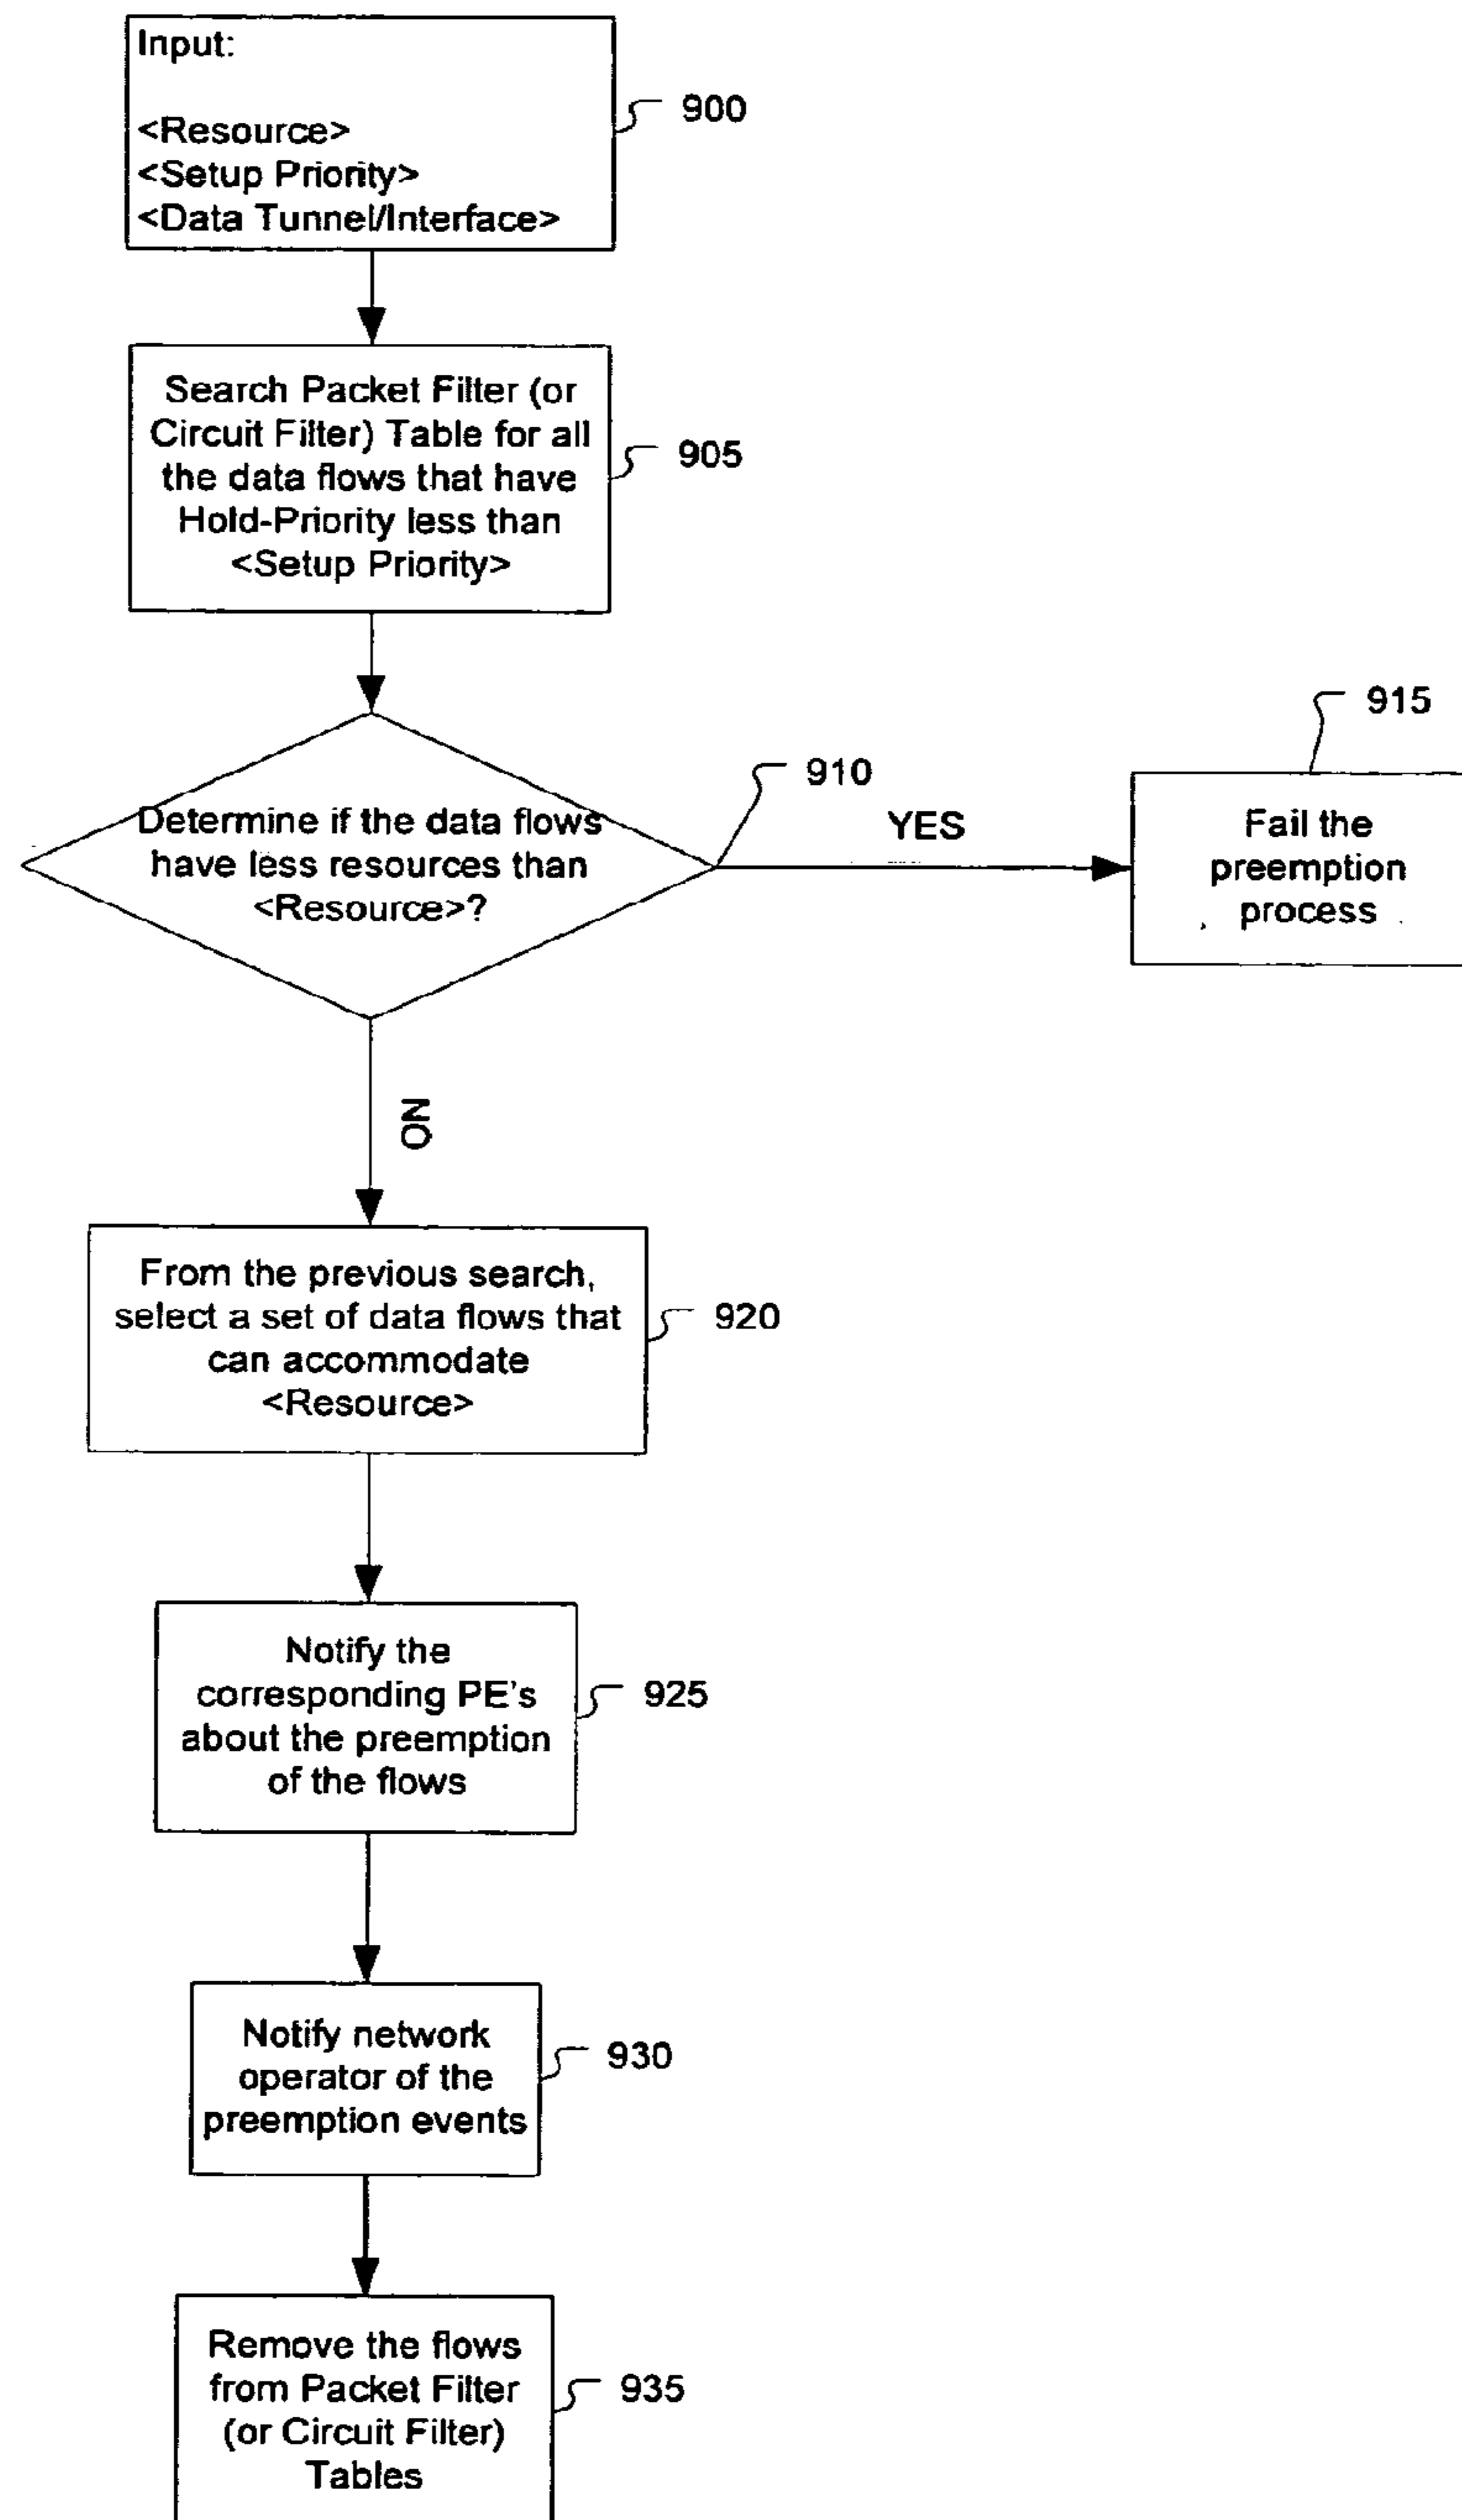 Input:
<Resource>
<Setup Priority>
<Data Tunnel/Interface>
900
Search Packet Filter (or
Circuit Filter) Table for all
the data flows that have
Hold-Priority less than
<Setup Priority>
905
Determine if the data flows
have less resources than
<Resource>?
910
YES
915
Fail the
preemption
process
NO
From the previous search,
select a set of data flows that
can accommodate
<Resource>
920
Notify the
corresponding PE's
about the preemption
of the flows
925
Notify network
operator of the
preemption events
930
Remove the flows
from Packet Filter
(or Circuit Filter)
Tables
935